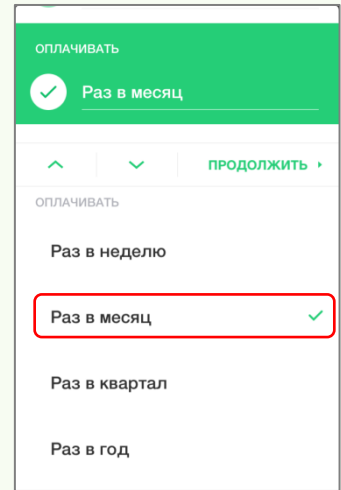 ОПЛАЧИВАТЬ
Раз в месяц
ПРОДОЛЖИТЬ
ОПЛАЧИВАТЬ
Раз в неделю
Раз в месяц
Раз в квартал
Раз в год